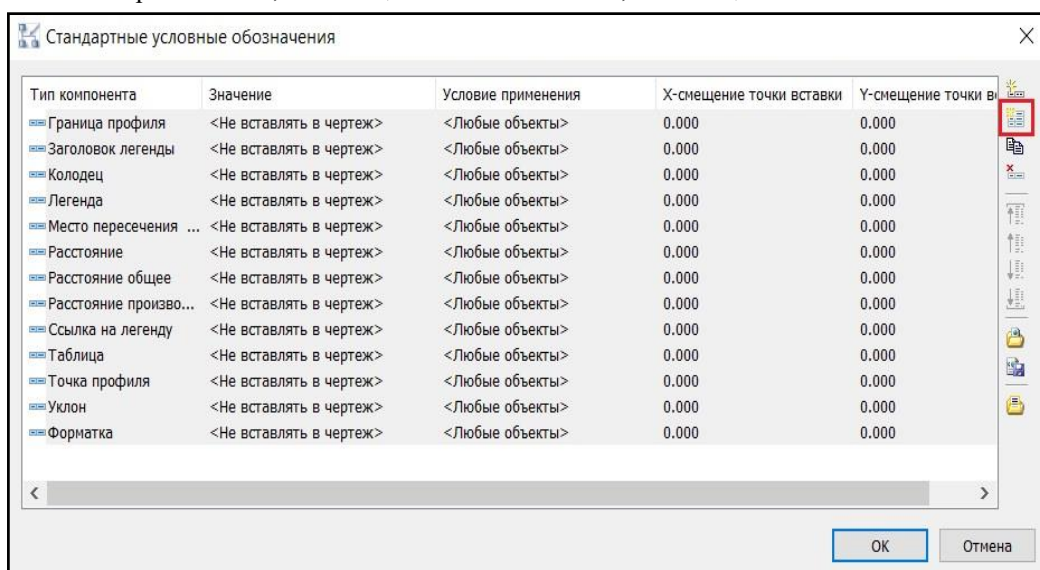 Стандартные условные обозначения
Тип компонента Значение Условие применения X-смещение точки вставки Y-смещение точки в
Граница профиля <Не вставлять в чертеж> <Любые объекты> 0.000 0.000
Заголовок легенды <Не вставлять в чертеж> <Любые объекты> 0.000 0.000
Колодец <Не вставлять в чертеж> <Любые объекты> 0.000 0.000
Легенда <Не вставлять в чертеж> <Любые объекты> 0.000 0.000
Место пересечения ... <Не вставлять в чертеж> <Любые объекты> 0.000 0.000
Расстояние <Не вставлять в чертеж> <Любые объекты> 0.000 0.000
Расстояние общее <Не вставлять в чертеж> <Любые объекты> 0.000 0.000
Расстояние произво... <Не вставлять в чертеж> <Любые объекты> 0.000 0.000
Ссылка на легенду <Не вставлять в чертеж> <Любые объекты> 0.000 0.000
Таблица <Не вставлять в чертеж> <Любые объекты> 0.000 0.000
Точка профиля <Не вставлять в чертеж> <Любые объекты> 0.000 0.000
Уклон <Не вставлять в чертеж> <Любые объекты> 0.000 0.000
Форматка <Не вставлять в чертеж> <Любые объекты> 0.000 0.000
ОК Отмена